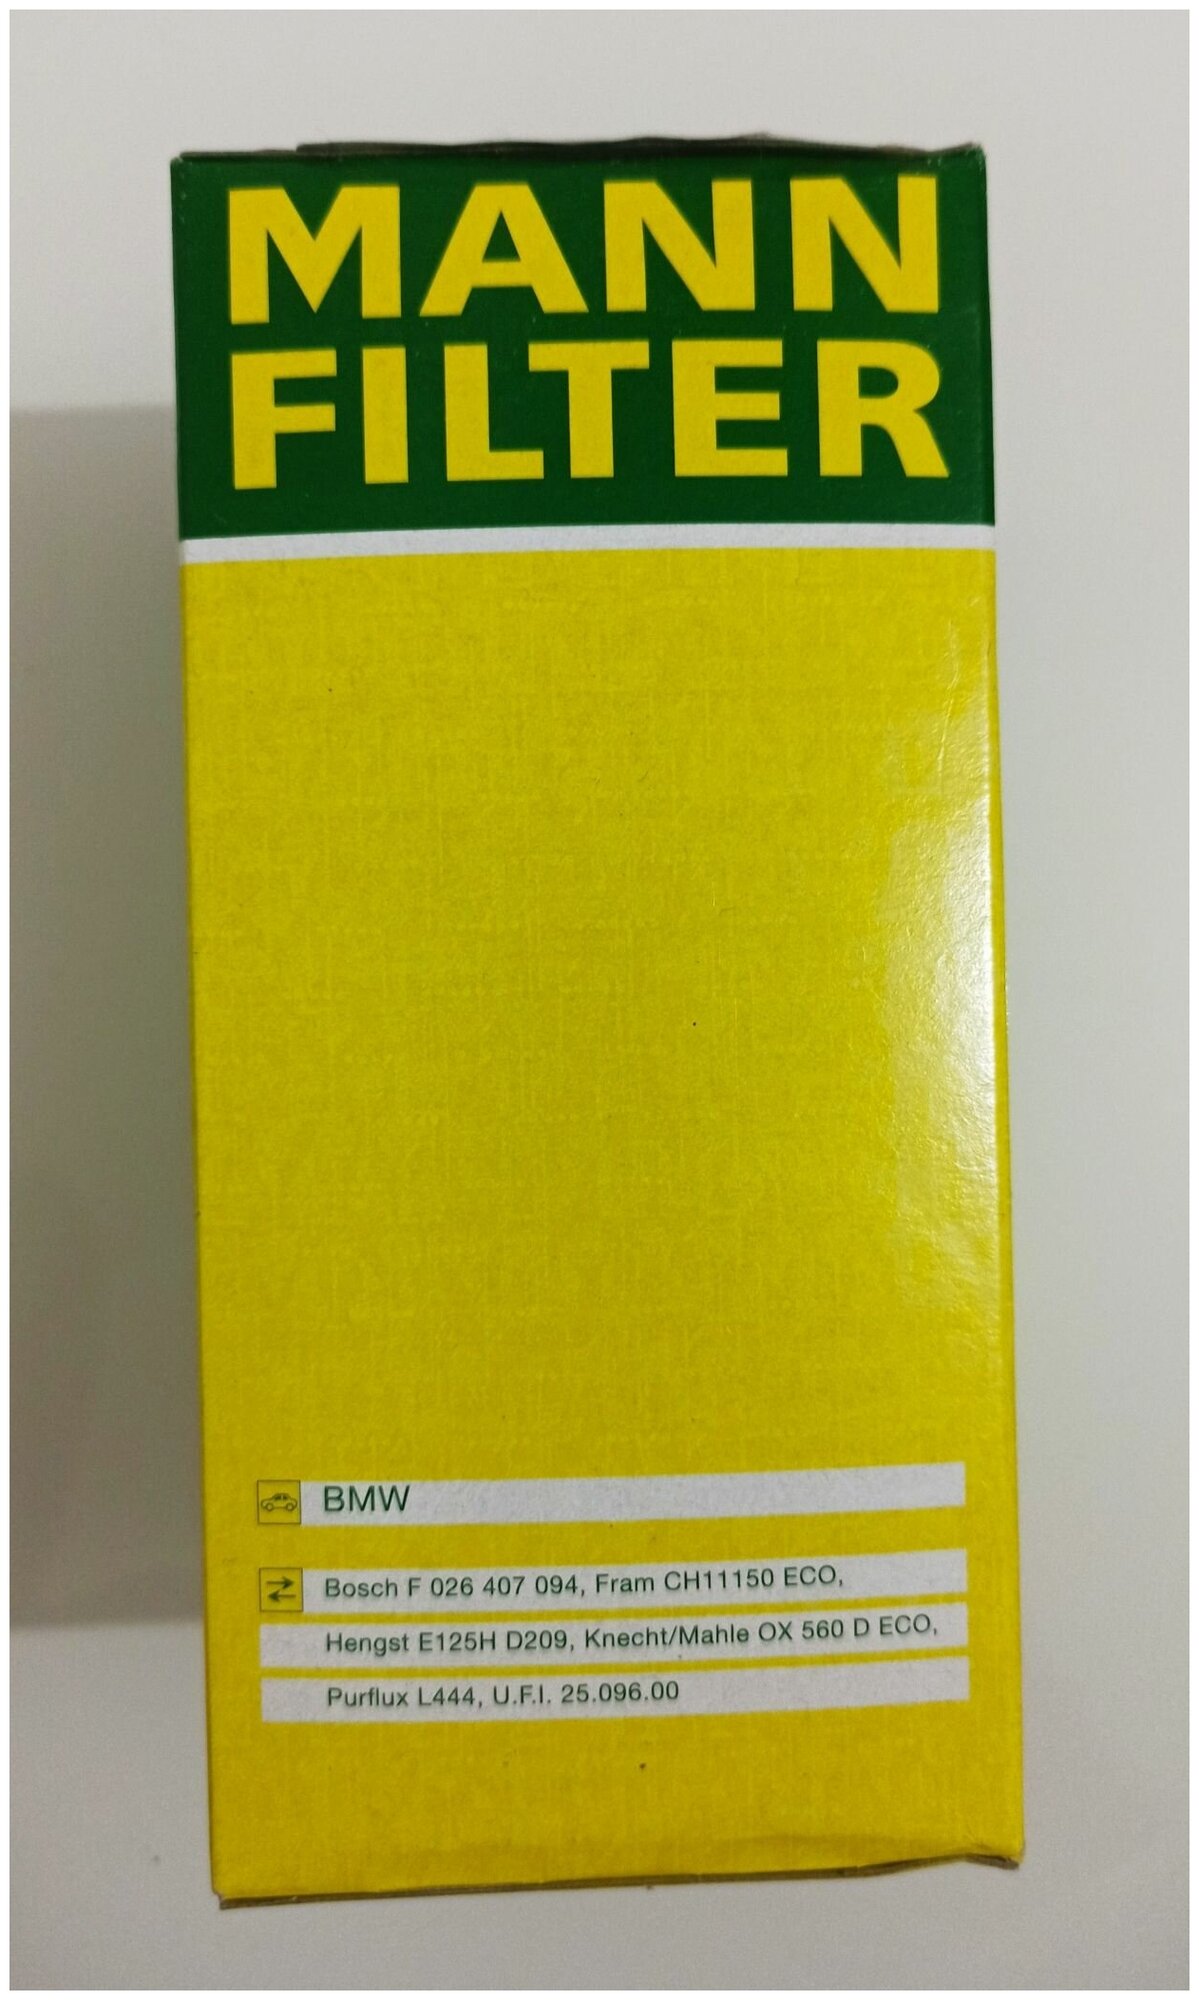 MANN
FILTER
BMW
Bosch F 026 407 094, Fram CH11150 ECO,
Hengst E125H D209, Knecht/Mahle OX 560 D ECO,
Purflux L444, U.F.I. 25.096.00